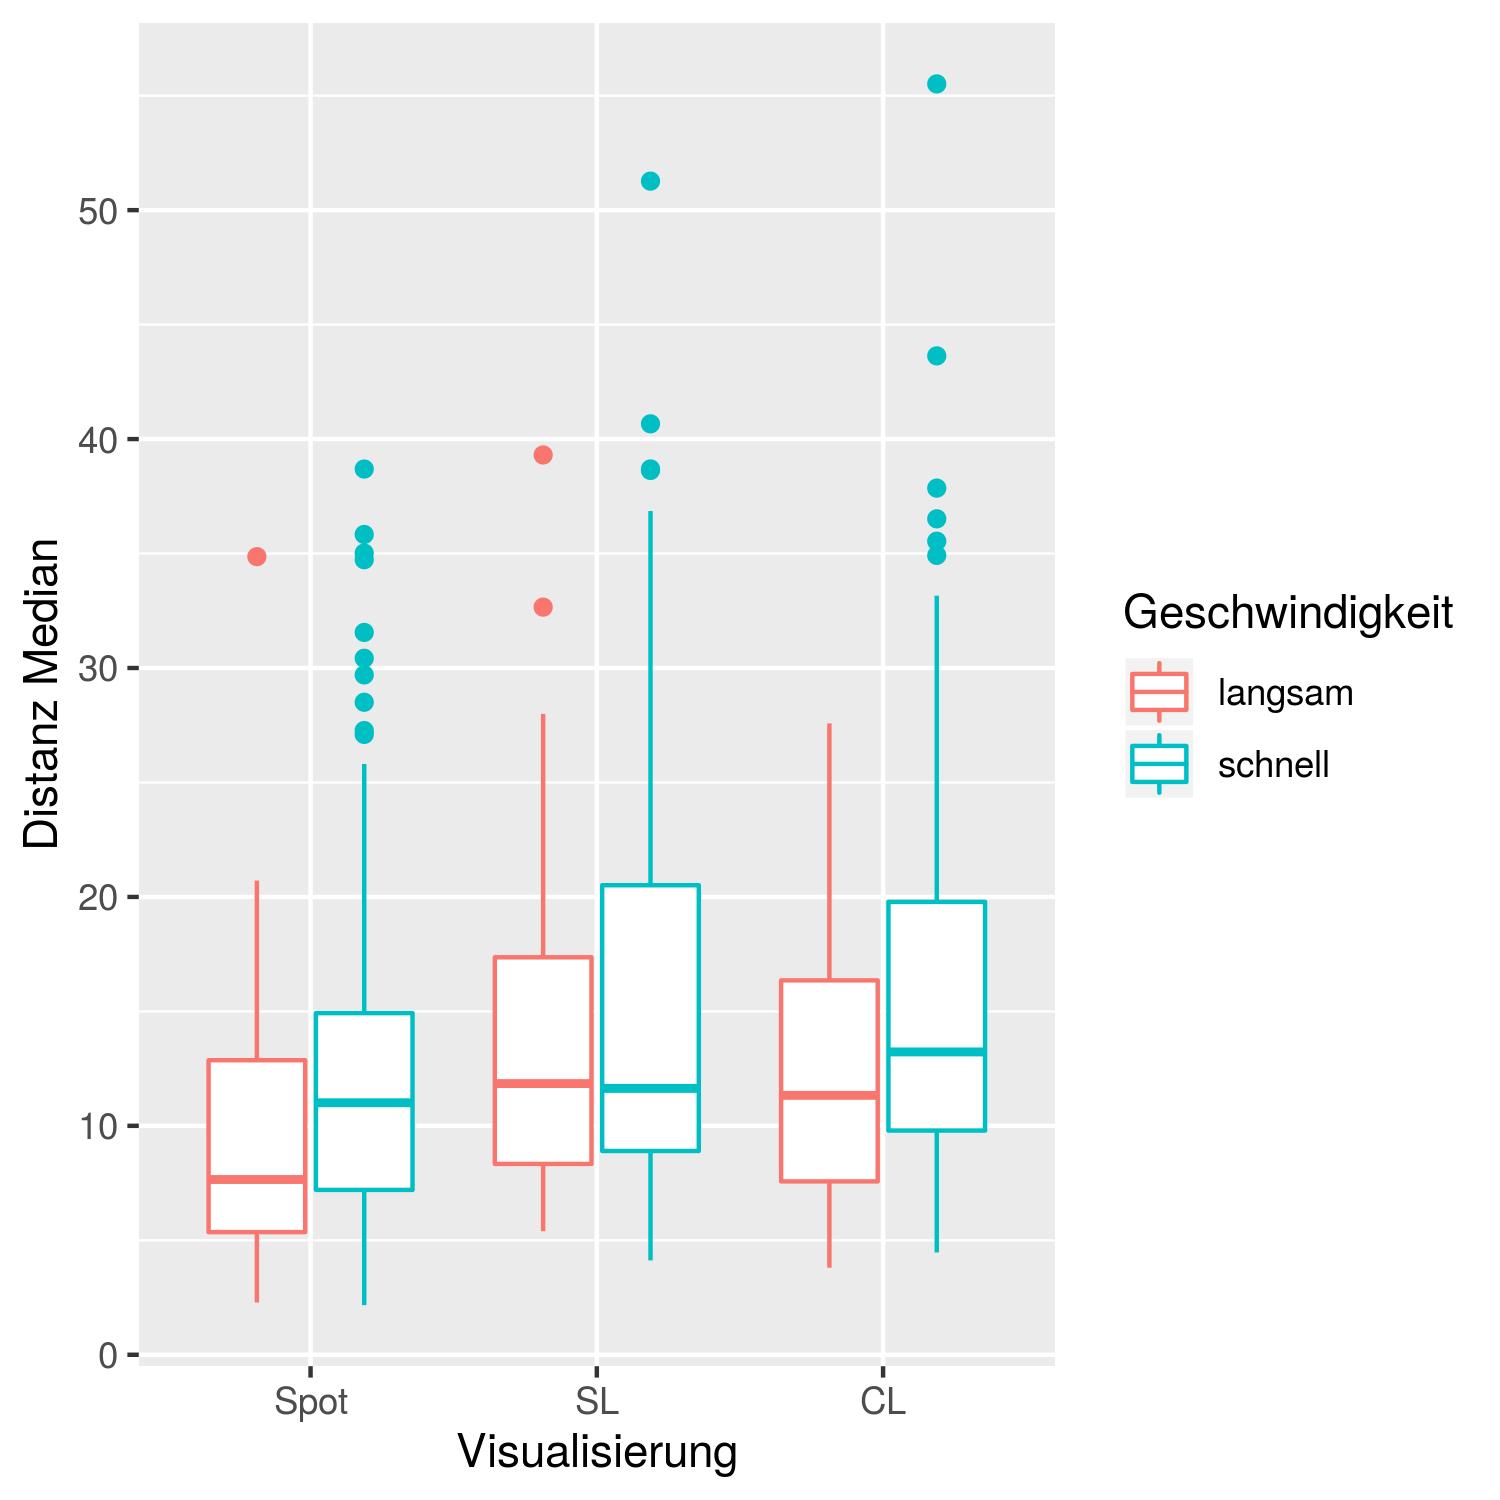 Distanz Median
50
40
30
20
10
0
Spot SL CL
Visualisierung
Geschwindigkeit
langsam
schnell